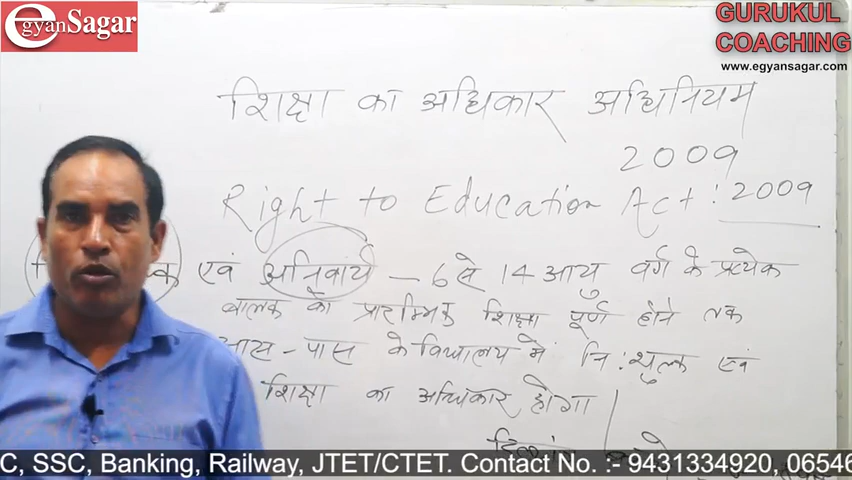 egyanSagar
GURUKUL
COACHING
www.egyansagar.com
शिक्षा का अधिकार अधिनियम
2009
Right to Education Act : 2009
एवं अनिवार्य - 6 से 14 आयु वर्ग के प्रत्येक
बालक को प्रारम्भिक शिक्षा पूर्ण होने तक
आस - पास के विद्यालय में नि:शुल्क एवं
शिक्षा का अधिकार होगा
C, SSC, Banking, Railway, JTET/CTET. Contact No. :- 9431334920, 06546